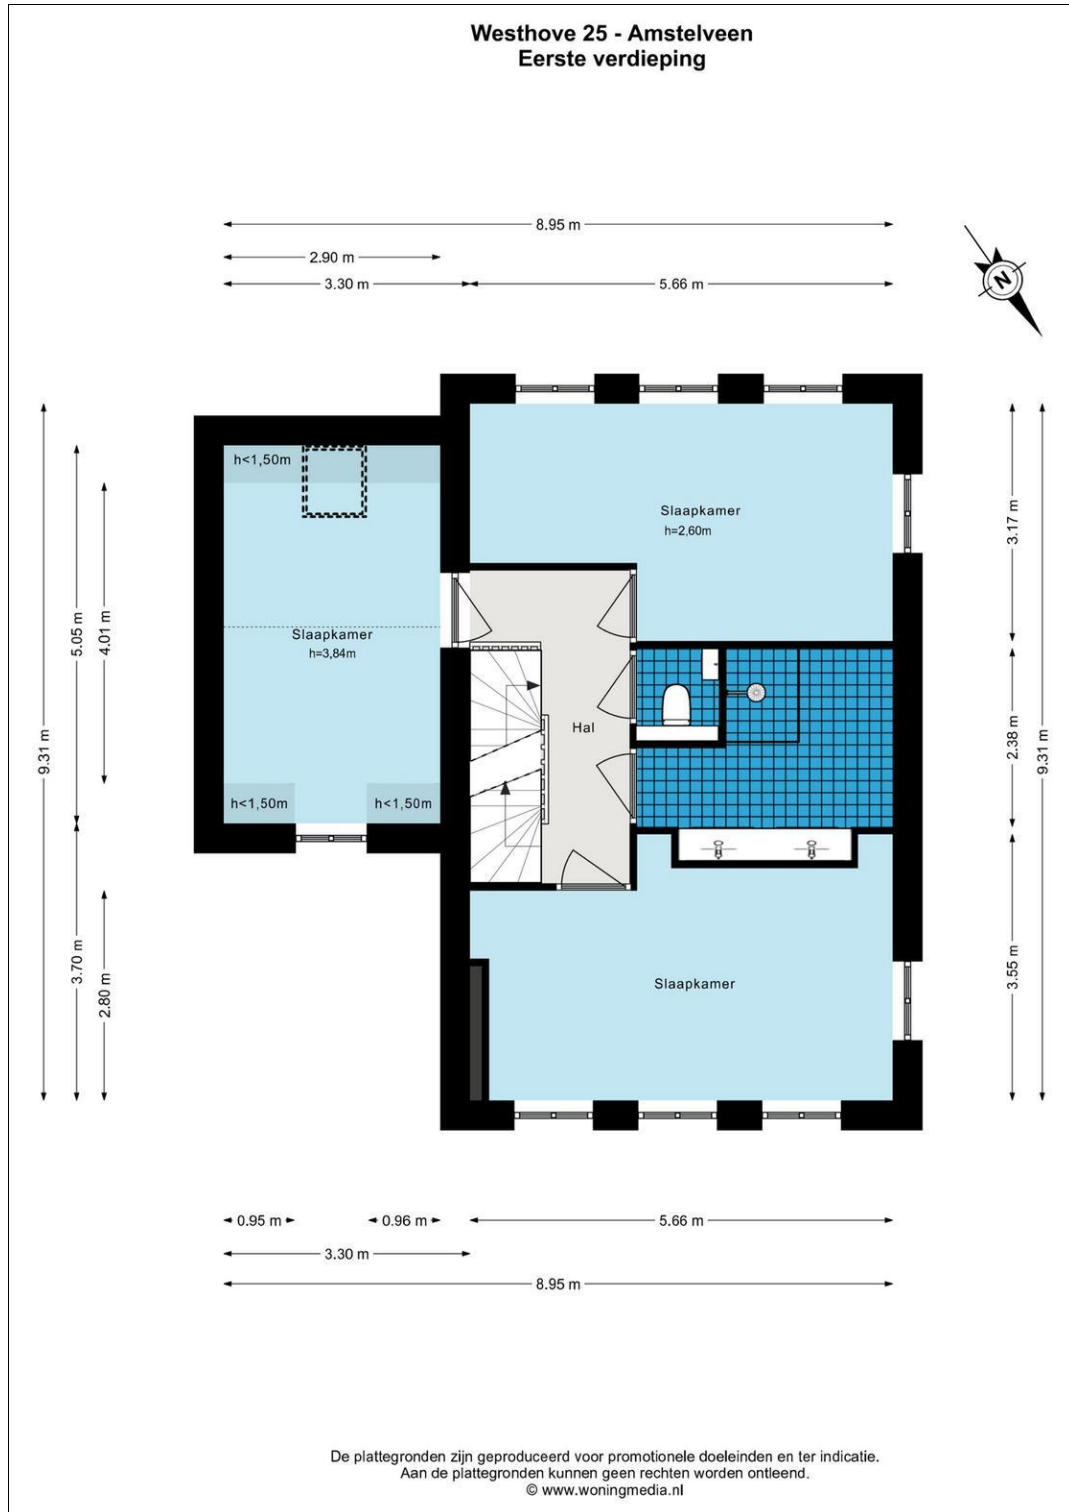 Westhove 25 - Amstelveen
Eerste verdieping
8.95 m
2.90 m
3.30 m
5.66 m
N
h<1,50m
Slaapkamer
h=2,60m
3.17 m
9.31 m
5.05 m
4.01 m
Slaapkamer
h=3,84m
Hal
2.38 m
9.31 m
h<1,50m
h<1,50m
3.70 m
2.80 m
Slaapkamer
3.55 m
0.95 m
0.96 m
5.66 m
3.30 m
8.95 m
De plattegronden zijn geproduceerd voor promotionele doeleinden en ter indicatie.
Aan de plattegronden kunnen geen rechten worden ontleend.
© www.woningmedia.nl